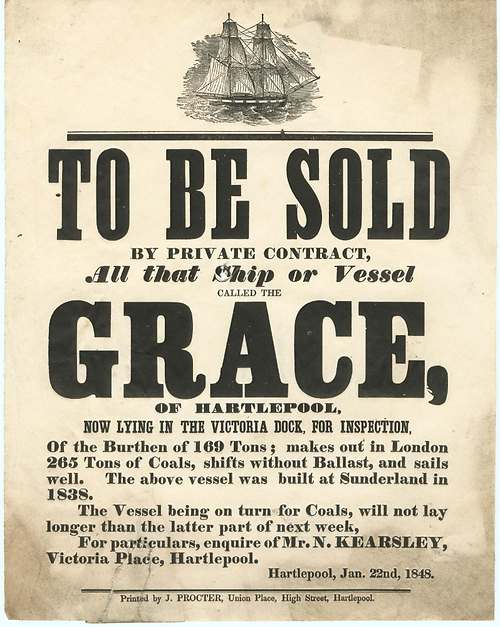 TO BE SOLD
BY PRIVATE CONTRACT,
All that Ship or Vessel
CALLED THE
GRACE,
OF HARTLEPOOL,
NOW LYING IN THE VICTORIA DOCK, FOR INSPECTION,
Of the Burthen of 169 Tons; makes out in London
265 Tons of Coals, shifts without Ballast, and sails
well. The above vessel was built at Sunderland in
1838.
The Vessel being on turn for Coals, will not lay
longer than the latter part of next week,
For particulars, enquire of Mr. N. KEARSLEY,
Victoria Place, Hartlepool.
Hartlepool, Jan. 22nd, 1848.
Printed by J. PROCTER, Union Place, High Street, Hartlepool.